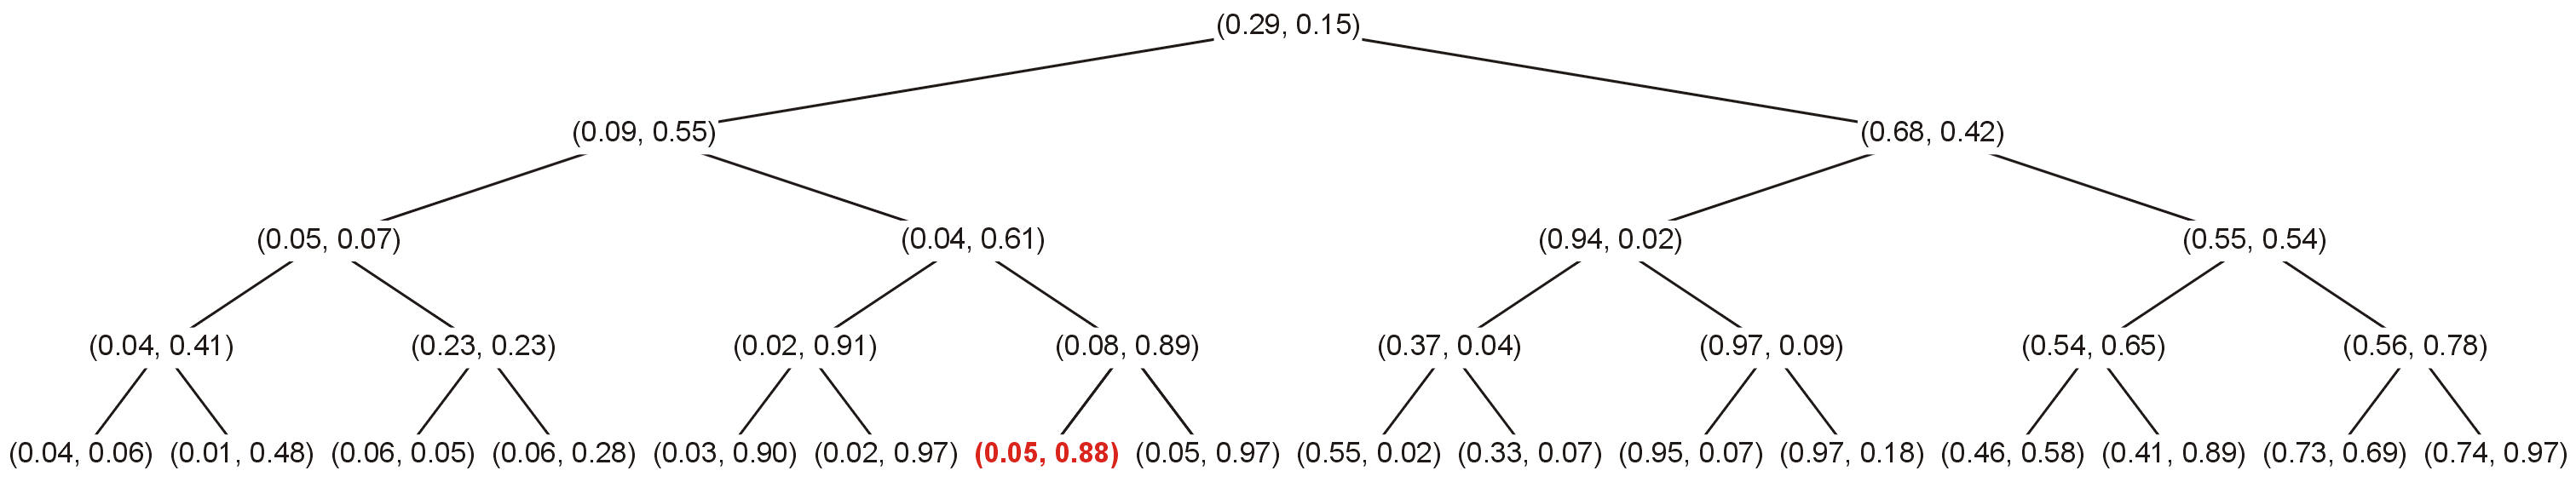 (0.29, 0.15)
(0.09, 0.55) (0.68, 0.42)
(0.05, 0.07) (0.04, 0.61) (0.94, 0.02) (0.55, 0.54)
(0.04, 0.41) (0.23, 0.23) (0.02, 0.91) (0.08, 0.89) (0.37, 0.04) (0.97, 0.09) (0.54, 0.65) (0.56, 0.78)
(0.04, 0.06) (0.01, 0.48) (0.06, 0.05) (0.06, 0.28) (0.03, 0.90) (0.02, 0.97) (0.05, 0.88) (0.05, 0.97) (0.55, 0.02) (0.33, 0.07) (0.95, 0.07) (0.97, 0.18) (0.46, 0.58) (0.41, 0.89) (0.73, 0.69) (0.74, 0.97)